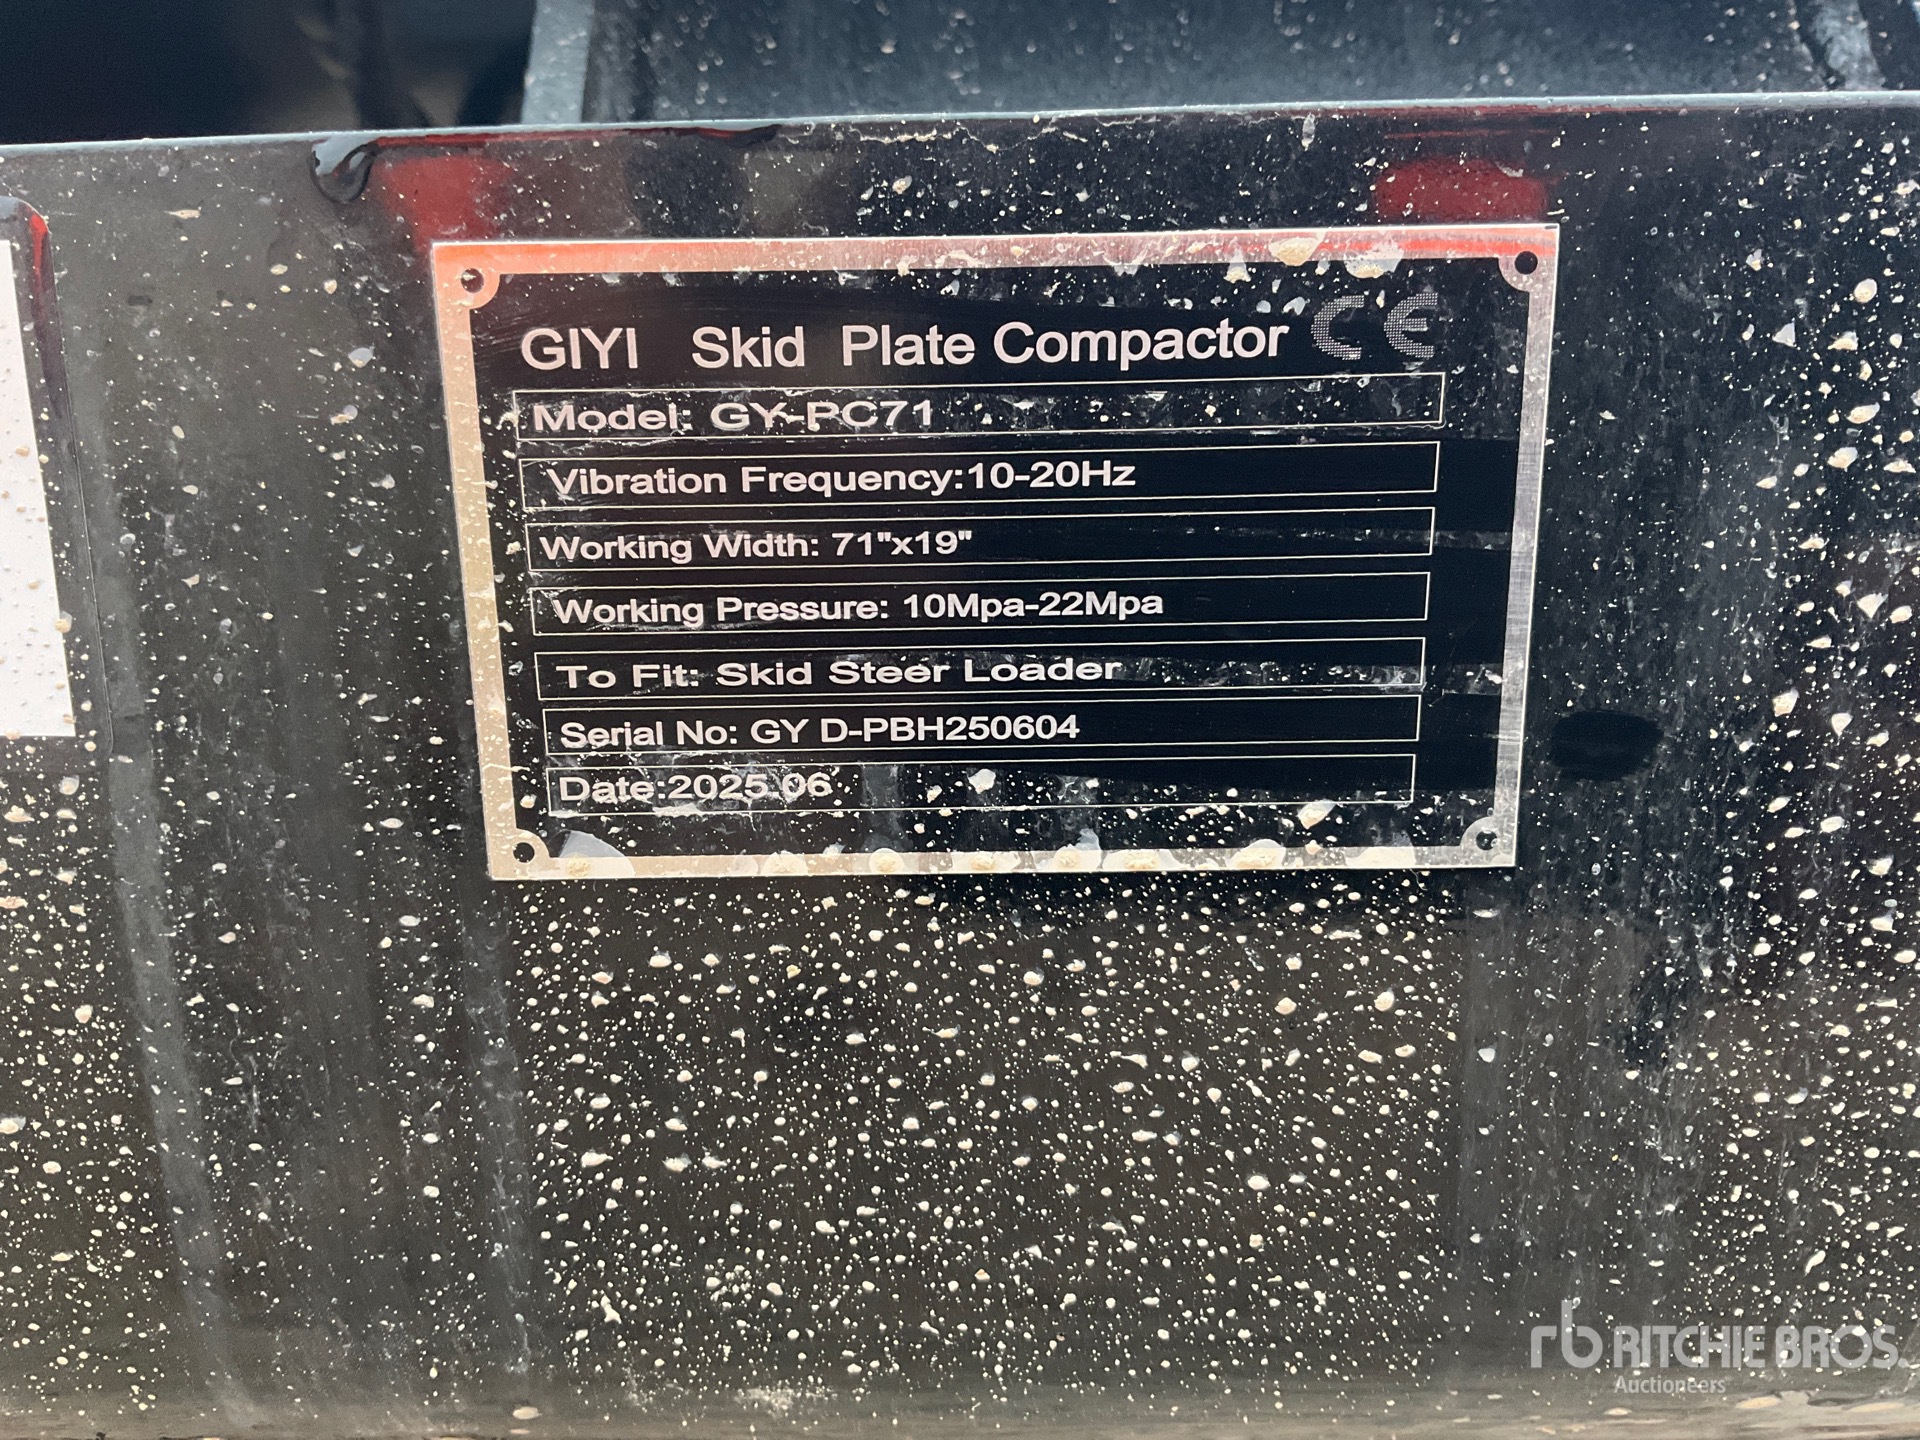 GIYI Skid Plate Compactor CE
Model: GY-PC71
Vibration Frequency:10-20Hz
Working Width: 71"x19"
Working Pressure: 10Mpa-22Mpa
To Fit: Skid Steer Loader
Serial No: GY D-PBH250604
Date:2025.06
rb RITCHIE BROS.
Auctioneers